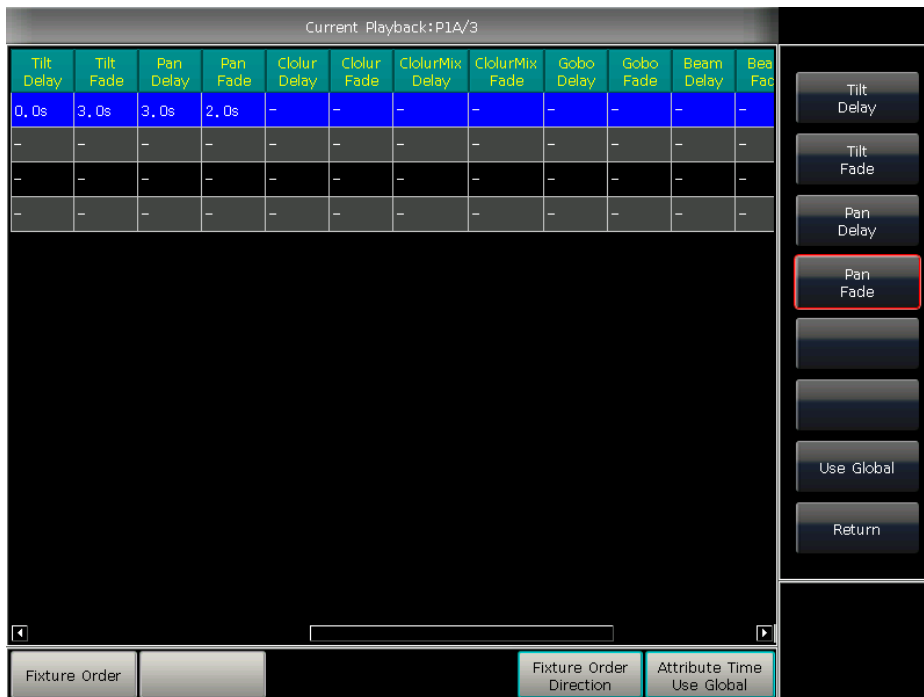 Current Playback:P1A/3
Tilt Delay Tilt Fade Pan Delay Pan Fade Clolur Delay Clolur Fade ClolurMix Delay ClolurMix Fade Gobo Delay Gobo Fade Beam Delay Bea Fad
0.0s 3.0s 3.0s 2.0s - - - - - - - -
- - - - - - - - - - - -
- - - - - - - - - - - -
- - - - - - - - - - - -
Tilt
Delay
Tilt
Fade
Pan
Delay
Pan
Fade
Use Global
Return
Fixture Order
Fixture Order
Direction
Attribute Time
Use Global